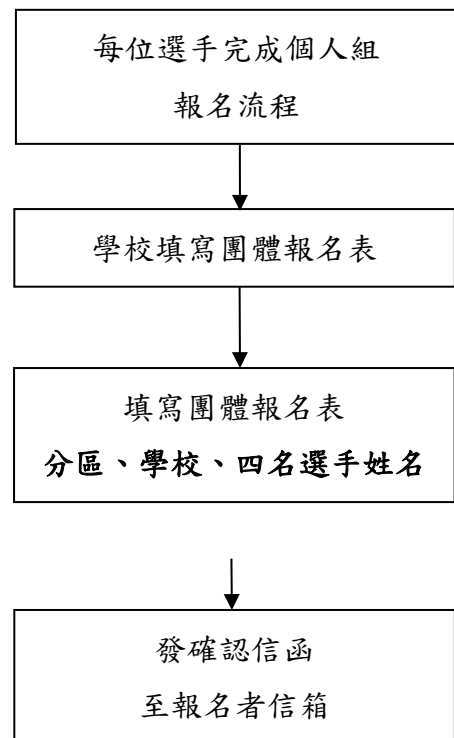 每位選手完成個人組
報名流程
學校填寫團體報名表
填寫團體報名表
分區、學校、四名選手姓名
發確認信函
至報名者信箱